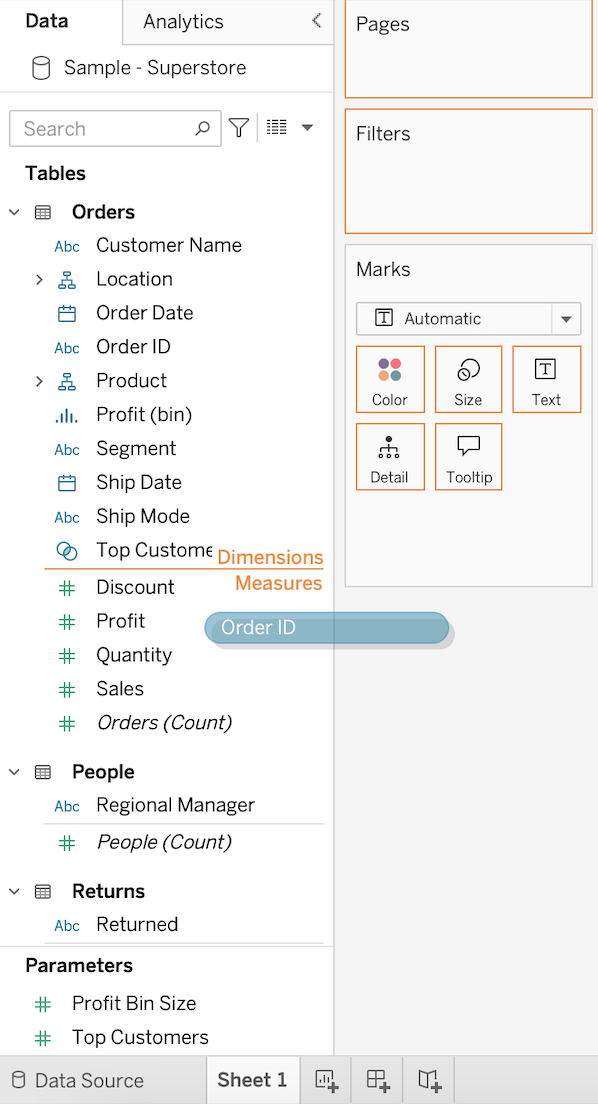 Data
Analytics
Sample - Superstore
Search
Tables
Orders
Abc Customer Name
Location
Order Date
Abc Order ID
Product
Profit (bin)
Abc Segment
Ship Date
Abc Ship Mode
Top Custome
Dimensions
Measures
# Discount
# Profit
Order ID
# Quantity
# Sales
# Orders (Count)
People
Abc Regional Manager
# People (Count)
Returns
Abc Returned
Parameters
# Profit Bin Size
# Top Customers
Data Source
Sheet 1
Pages
Filters
Marks
T Automatic
Color
Size
T
Text
Detail
Tooltip